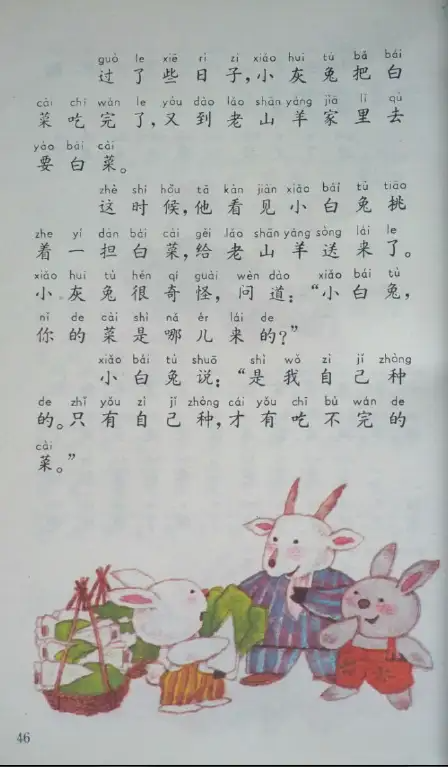 guò le xiē rì zi xiǎo huī tù bǎ bái
过了些日子，小灰兔把白
cài chī wán le yòu dào lǎo shān yáng jiā lǐ qù
菜吃完了，又到老山羊家里去
yào bái cài
要白菜。
zhè shí hòu tā kàn jiàn xiǎo bái tù tiāo
这时候，他看见小白兔挑
zhe yí dàn bái cài gěi lǎo shān yáng sòng lái le
着一担白菜，给老山羊送来了。
xiǎo huī tù hěn qí guài wèn dào xiǎo bái tù
小灰兔很奇怪，问道：“小白兔，
nǐ de cài shì nǎ ér lái de
你的菜是哪儿来的？”
xiǎo bái tù shuō shì wǒ zì jǐ zhòng
小白兔说：“是我自己种
de zhǐ yǒu zì jǐ zhòng cái yǒu chī bù wán de
的。只有自己种，才有吃不完的
cài
菜。”
46